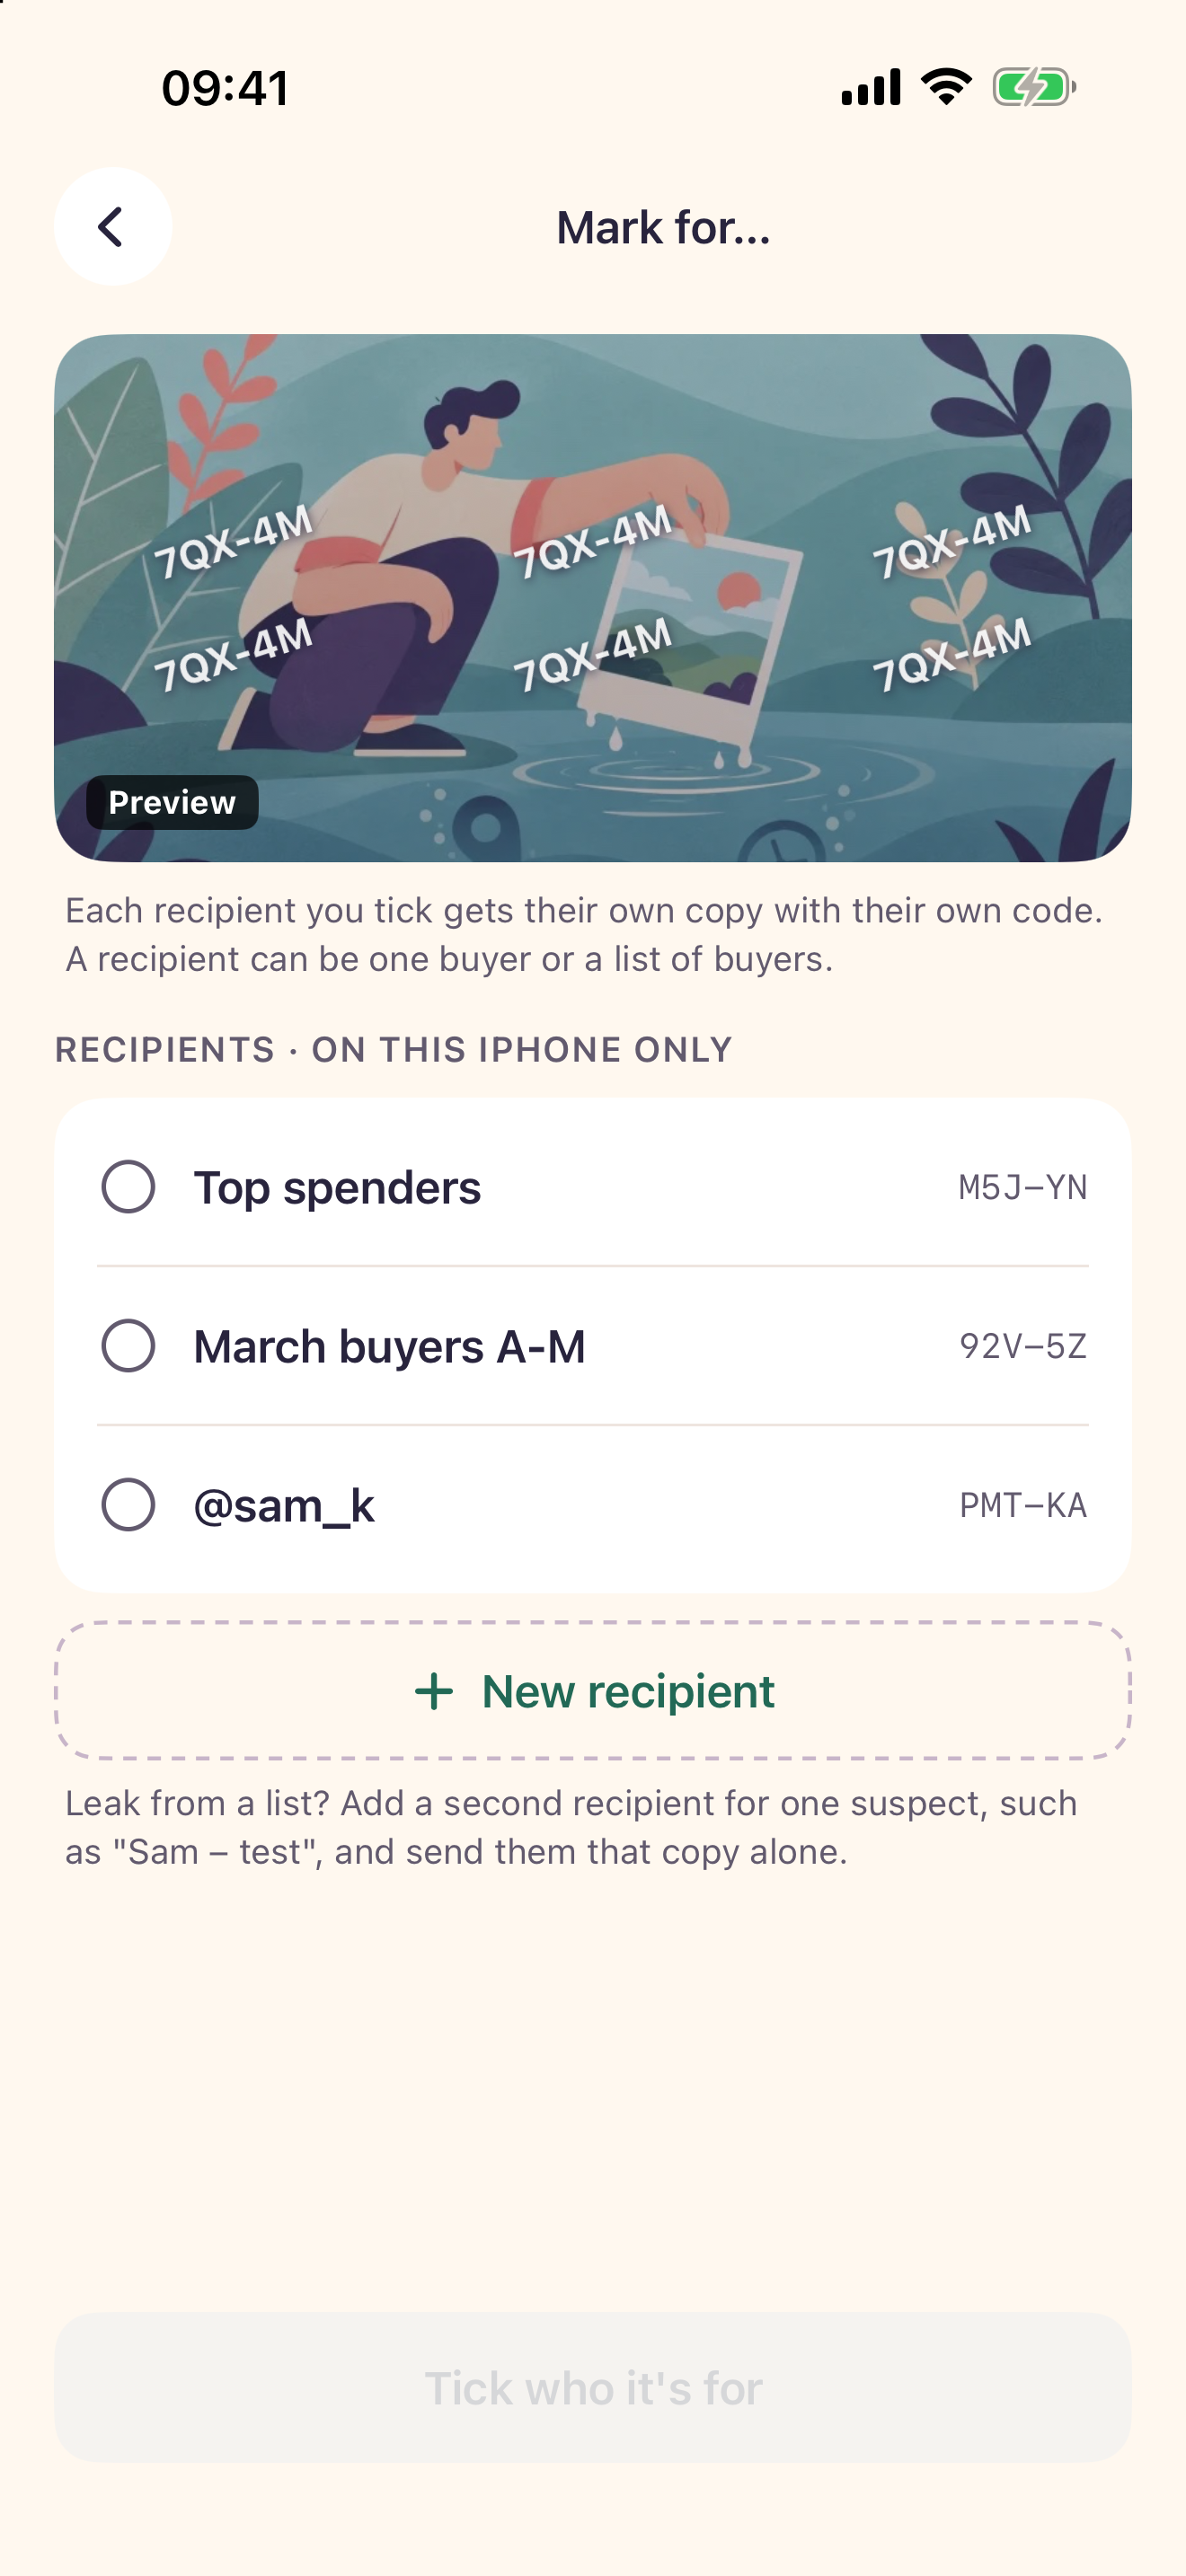 09:41
Mark for...
7QX-4M 7QX-4M 7QX-4M
7QX-4M 7QX-4M 7QX-4M
Preview
Each recipient you tick gets their own copy with their own code.
A recipient can be one buyer or a list of buyers.
RECIPIENTS · ON THIS IPHONE ONLY
Top spenders M5J–YN
March buyers A-M 92V–5Z
@sam_k PMT–KA
+ New recipient
Leak from a list? Add a second recipient for one suspect, such
as "Sam – test", and send them that copy alone.
Tick who it's for